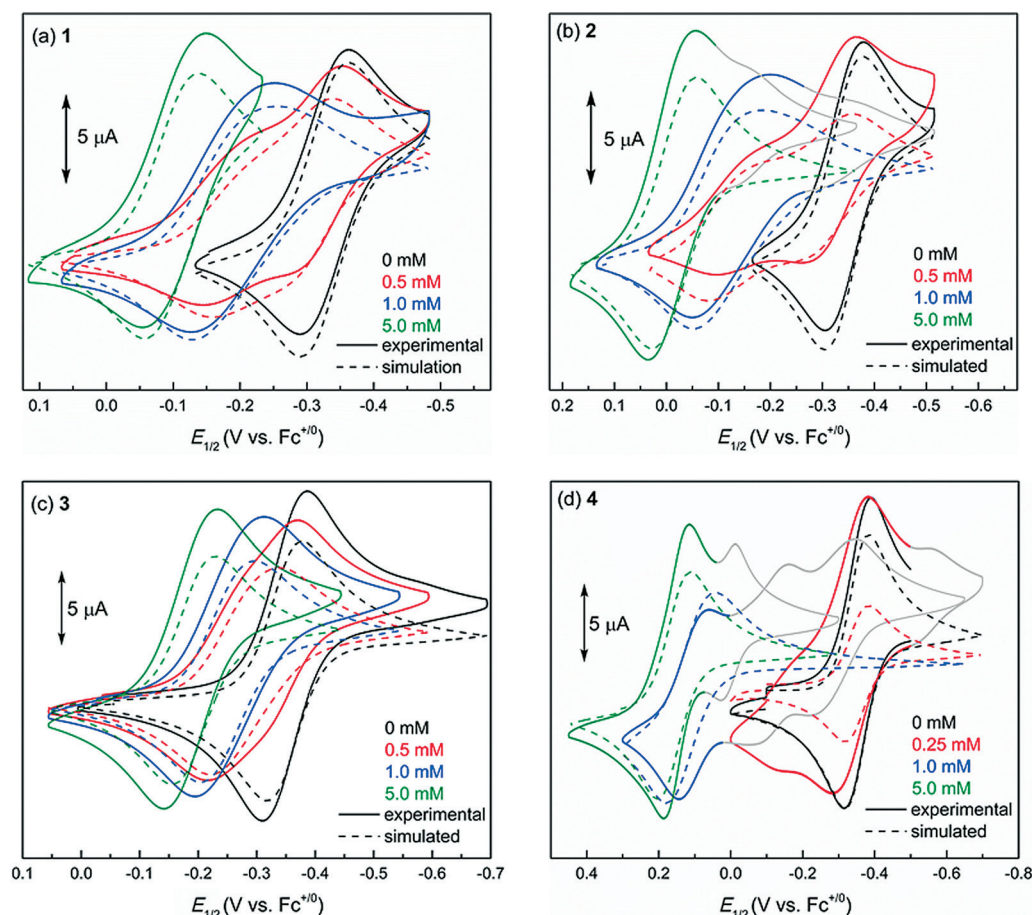 (a) 1
5 μA
0 mM
0.5 mM
1.0 mM
5.0 mM
experimental
simulation
0.1 0.0 -0.1 -0.2 -0.3 -0.4 -0.5
E1/2 (V vs. Fc+/0)
(b) 2
5 μA
0 mM
0.5 mM
1.0 mM
5.0 mM
experimental
simulated
0.2 0.1 0.0 -0.1 -0.2 -0.3 -0.4 -0.5 -0.6
E1/2 (V vs. Fc+/0)
(c) 3
5 μA
0 mM
0.5 mM
1.0 mM
5.0 mM
experimental
simulated
0.1 0.0 -0.1 -0.2 -0.3 -0.4 -0.5 -0.6 -0.7
E1/2 (V vs. Fc+/0)
(d) 4
5 μA
0 mM
0.25 mM
1.0 mM
5.0 mM
experimental
simulated
0.4 0.2 0.0 -0.2 -0.4 -0.6 -0.8
E1/2 (V vs. Fc+/0)